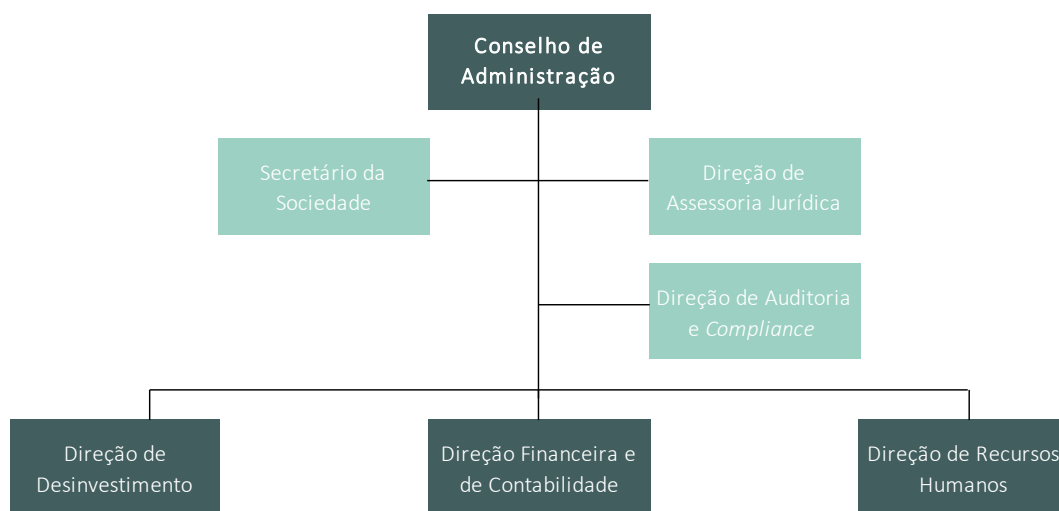 Conselho de
Administração
Secretário da
Sociedade
Direção de
Assessoria Jurídica
Direção de Auditoria
e Compliance
Direção de
Desinvestimento
Direção Financeira e
de Contabilidade
Direção de Recursos
Humanos